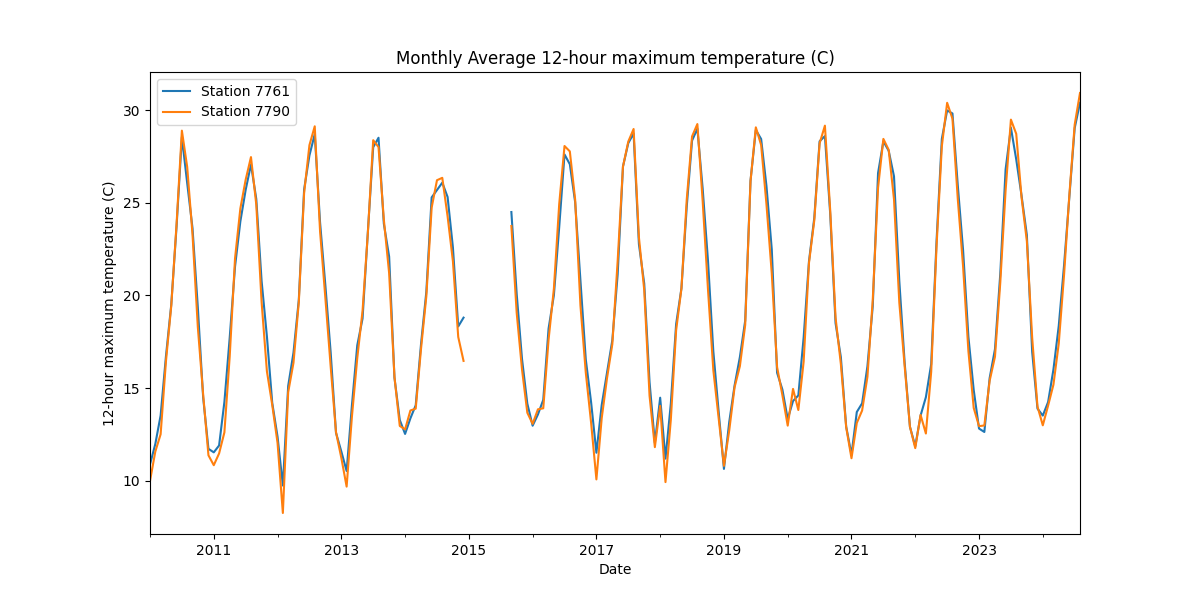 Monthly Average 12-hour maximum temperature (C)
Station 7761
Station 7790
12-hour maximum temperature (C)
30
25
20
15
10
2011 2013 2015 2017 2019 2021 2023
Date